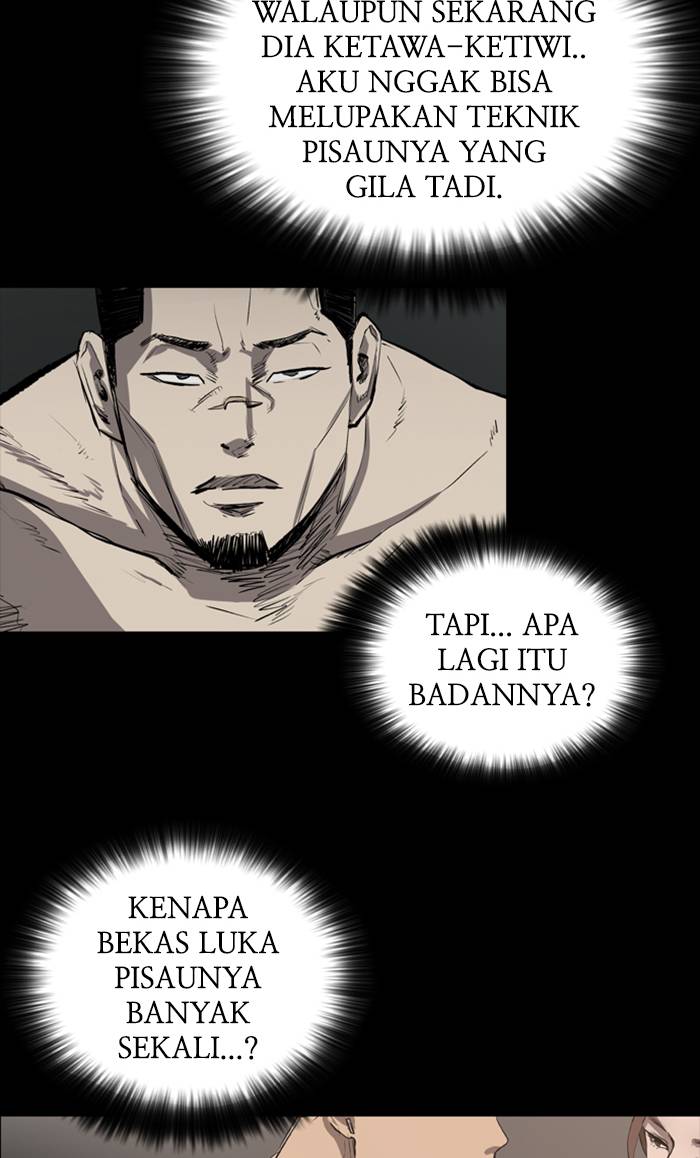 WALAUPUN SEKARANG
DIA KETAWA-KETIWI..
AKU NGGAK BISA
MELUPAKAN TEKNIK
PISAUNYA YANG
GILA TADI.
TAPI... APA
LAGI ITU
BADANNYA?
KENAPA
BEKAS LUKA
PISAUNYA
BANYAK
SEKALI...?